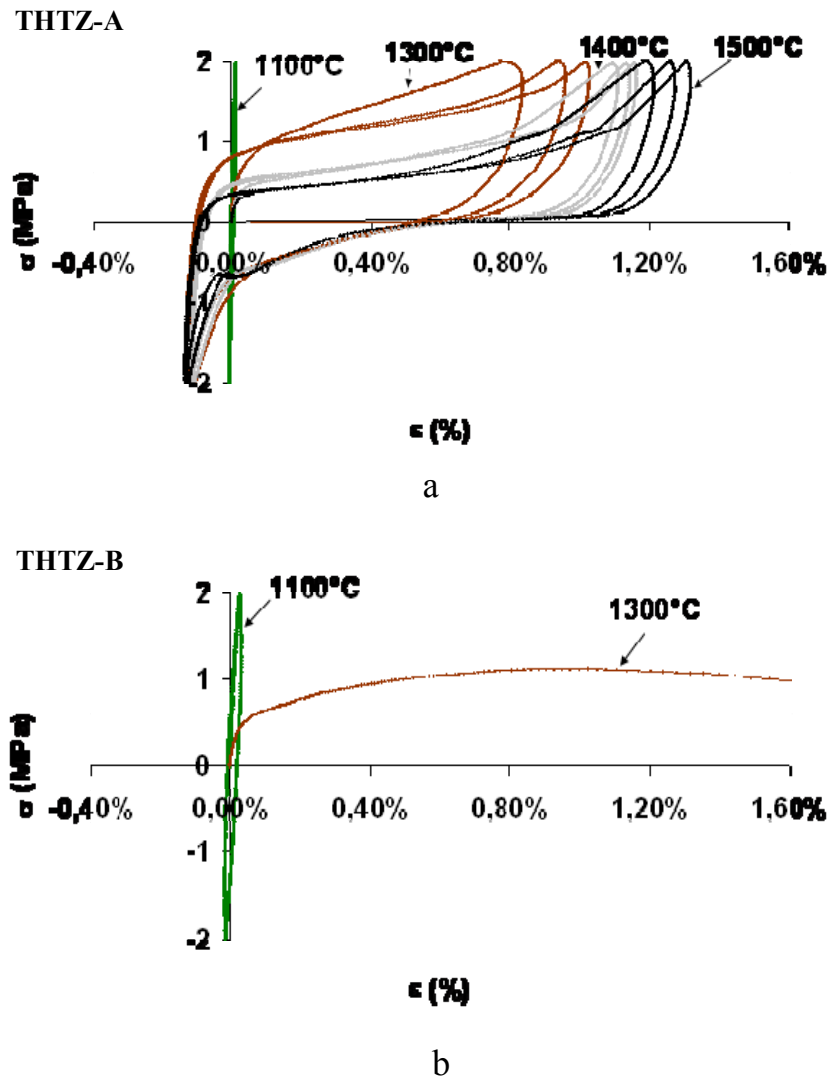 THTZ-A
1100°C 1300°C 1400°C 1500°C
2
1
0
-1
-2
-0,40% 0,00% 0,40% 0,80% 1,20% 1,60%
σ (MPa)
ε (%)
a
THTZ-B
1100°C
1300°C
2
1
0
-1
-2
-0,40% 0,00% 0,40% 0,80% 1,20% 1,60%
σ (MPa)
ε (%)
b